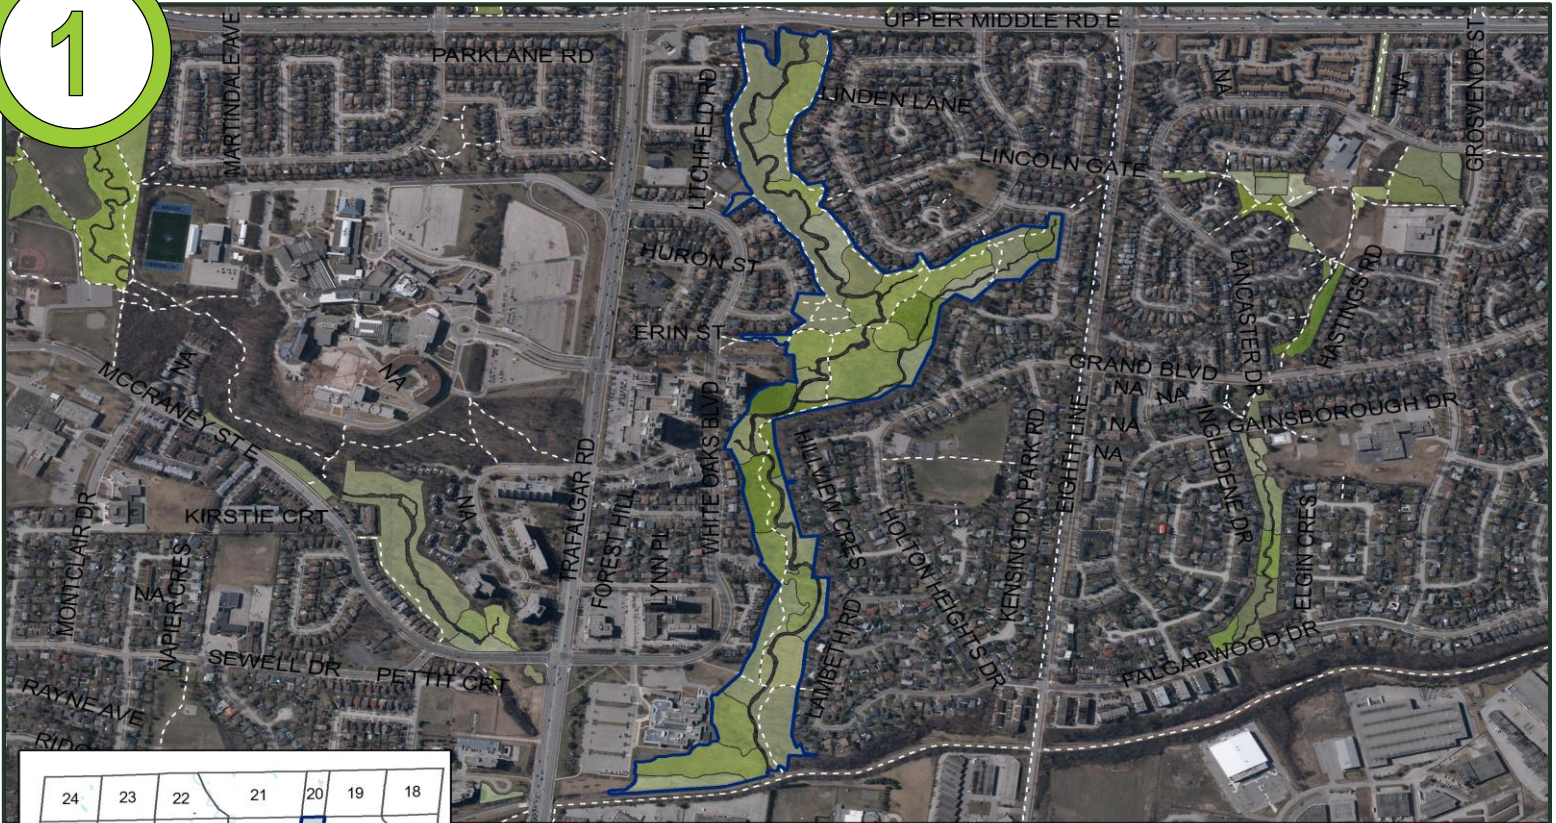 1
UPPER MIDDLE RD E
PARKLANE RD
MARTINDALE AVE
LITCHFIELD RD
LINDEN LANE
LINCOLN GATE
NA
NA
GROSVENOR ST
HURON ST
ERIN ST
LANCASTER DR
HASTINGS RD
NA
NA
MCCRANEY ST E
GRAND BLVD
NA
NA
NA
NA
INGLEDENE DR
GAINSBOROUGH DR
TRAFALGAR RD
WHITE OAKS BLVD
HILLVIEW CRES
KENSINGTON PARK RD
EIGHTH LINE
KIRSTIE CRT
NA
MONTCLAIR DR
NAPIER CRES
NA
FOREST HILL
LYNN PL
HOLTON HEIGHTS DR
ELGIN CRES
LAMBETH RD
FALGARWOOD DR
SEWELL DR
PETTIT CRT
RAYNE AVE
24 23 22 21 20 19 18